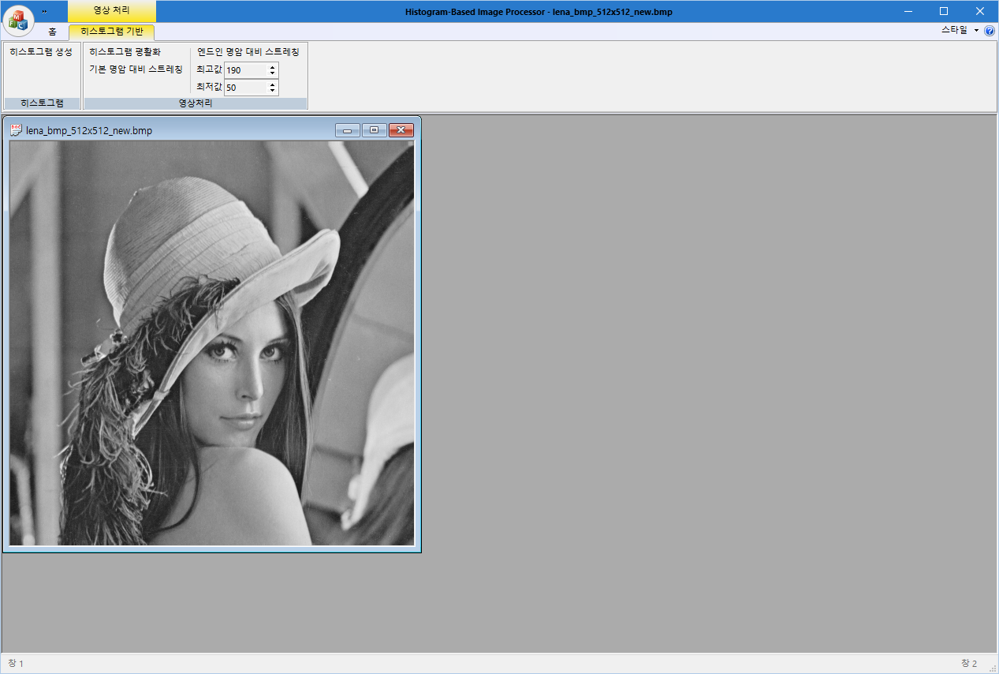 영상 처리
Histogram-Based Image Processor - lena_bmp_512x512_new.bmp
홈
히스토그램 기반
스타일
히스토그램 생성
히스토그램
히스토그램 평활화
기본 명암 대비 스트레칭
엔드인 명암 대비 스트레칭
최고값 190
최저값 50
영상처리
lena_bmp_512x512_new.bmp
창 1
창 2